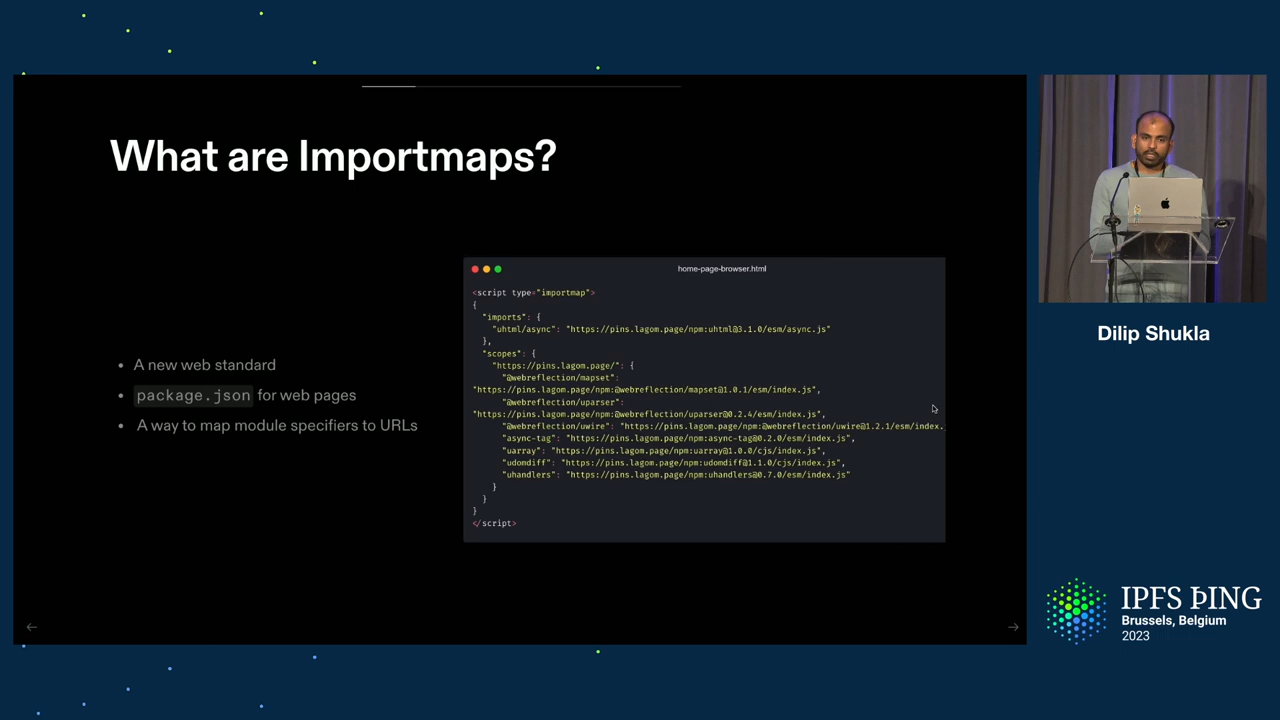 What are Importmaps?
A new web standard
package.json for web pages
A way to map module specifiers to URLs
home-page-browser.html
<script type="importmap">
{
"imports": {
"uhtml/async": "https://pins.lagom.page/npm:uhtml@3.1.0/esm/async.js"
},
"scopes": {
"https://pins.lagom.page/": {
"@webreflection/mapset":
"https://pins.lagom.page/npm:@webreflection/mapset@1.0.1/esm/index.js",
"@webreflection/uparser":
"https://pins.lagom.page/npm:@webreflection/uparser@0.2.4/esm/index.js",
"@webreflection/uwire": "https://pins.lagom.page/npm:@webreflection/uwire@1.2.1/esm/index.
"async-tag": "https://pins.lagom.page/npm:async-tag@0.2.0/esm/index.js",
"uarray": "https://pins.lagom.page/npm:uarray@1.0.0/cjs/index.js",
"udomdiff": "https://pins.lagom.page/npm:udomdiff@1.1.0/cjs/index.js",
"uhandlers": "https://pins.lagom.page/npm:uhandlers@0.7.0/esm/index.js"
}
}
}
</script>
Dilip Shukla
IPFS ÞING
Brussels, Belgium
2023